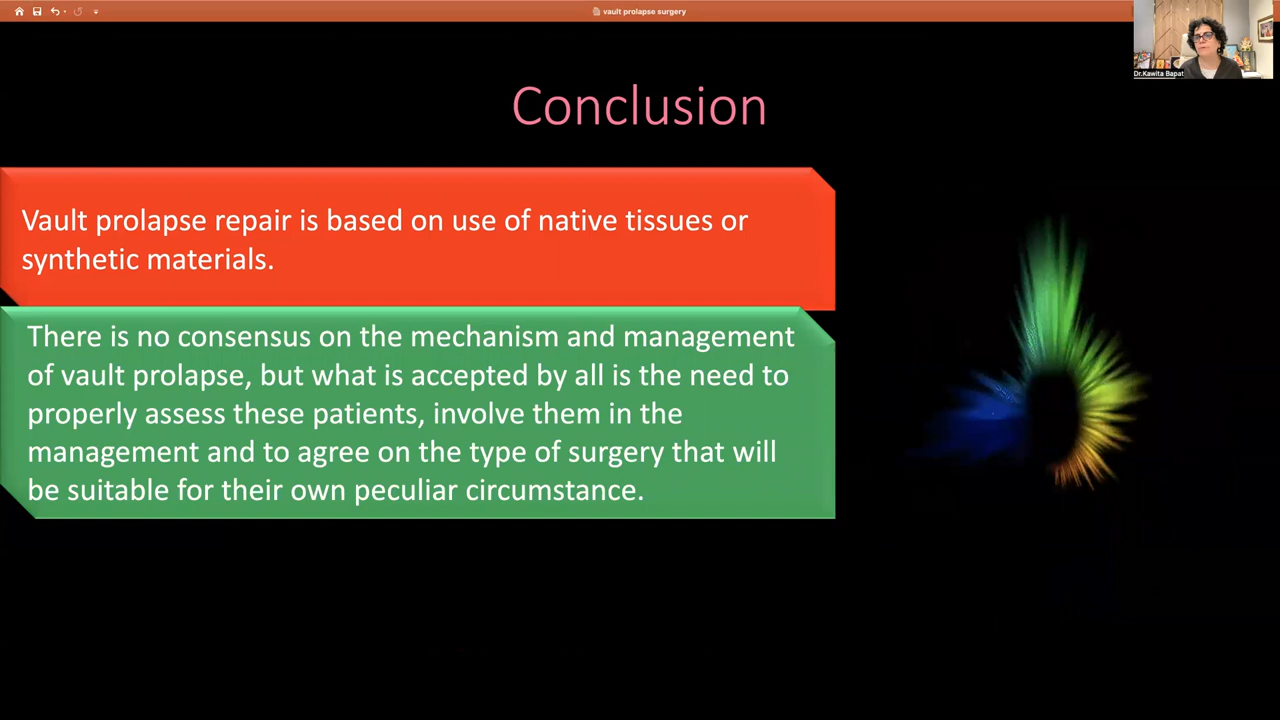 vault prolapse surgery
Dr.Kawita Bapat
Conclusion
Vault prolapse repair is based on use of native tissues or
synthetic materials.
There is no consensus on the mechanism and management
of vault prolapse, but what is accepted by all is the need to
properly assess these patients, involve them in the
management and to agree on the type of surgery that will
be suitable for their own peculiar circumstance.